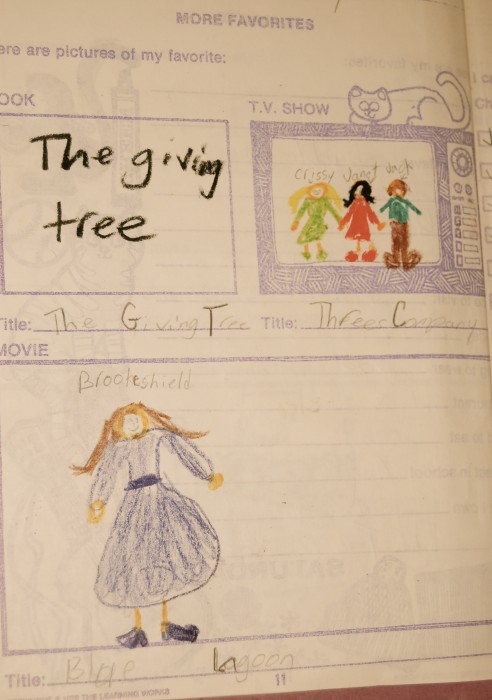 MORE FAVORITES
ere are pictures of my favorite:
OOK
T.V. SHOW
The giving
tree
Crissy Janet Jack
Title: The Giving Tree
Title: Threes Company
MOVIE
Brookeshield
Title: Blue Lagoon
11